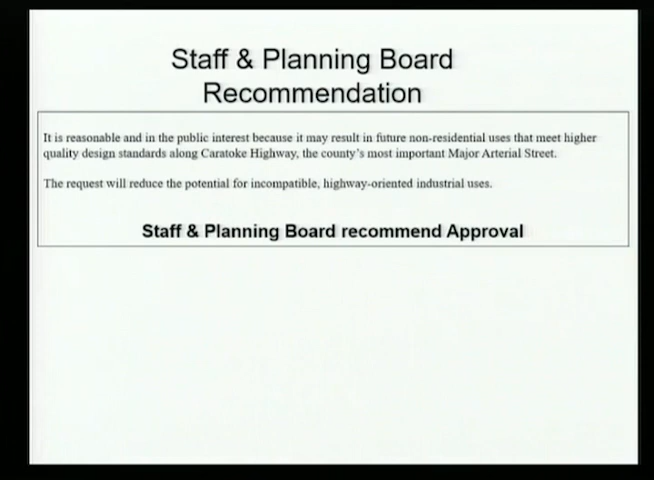 Staff & Planning Board
Recommendation
It is reasonable and in the public interest because it may result in future non-residential uses that meet higher
quality design standards along Caratoke Highway, the county's most important Major Arterial Street.
The request will reduce the potential for incompatible, highway-oriented industrial uses.
Staff & Planning Board recommend Approval